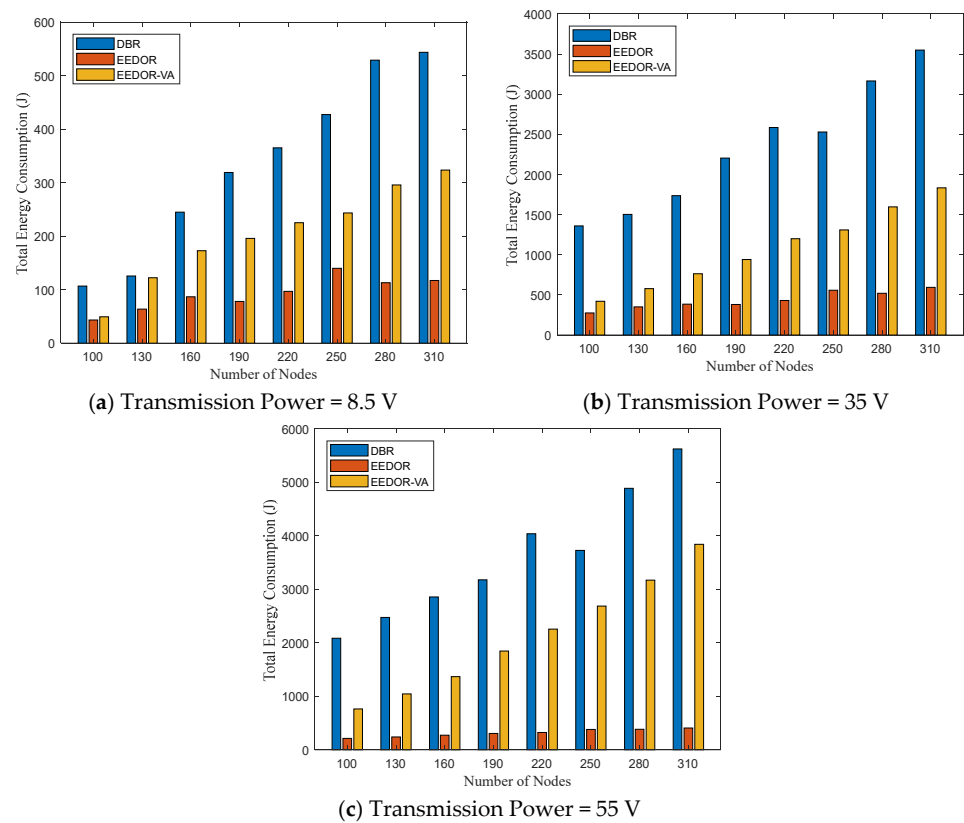 600
500
400
300
200
100
0
Total Energy Consumption (J)
DBR
EEDOR
EEDOR-VA
100 130 160 190 220 250 280 310
Number of Nodes
(a) Transmission Power = 8.5 V
4000
3500
3000
2500
2000
1500
1000
500
0
Total Energy Consumption (J)
DBR
EEDOR
EEDOR-VA
100 130 160 190 220 250 280 310
Number of Nodes
(b) Transmission Power = 35 V
6000
5000
4000
3000
2000
1000
0
Total Energy Consumption (J)
DBR
EEDOR
EEDOR-VA
100 130 160 190 220 250 280 310
Number of Nodes
(c) Transmission Power = 55 V